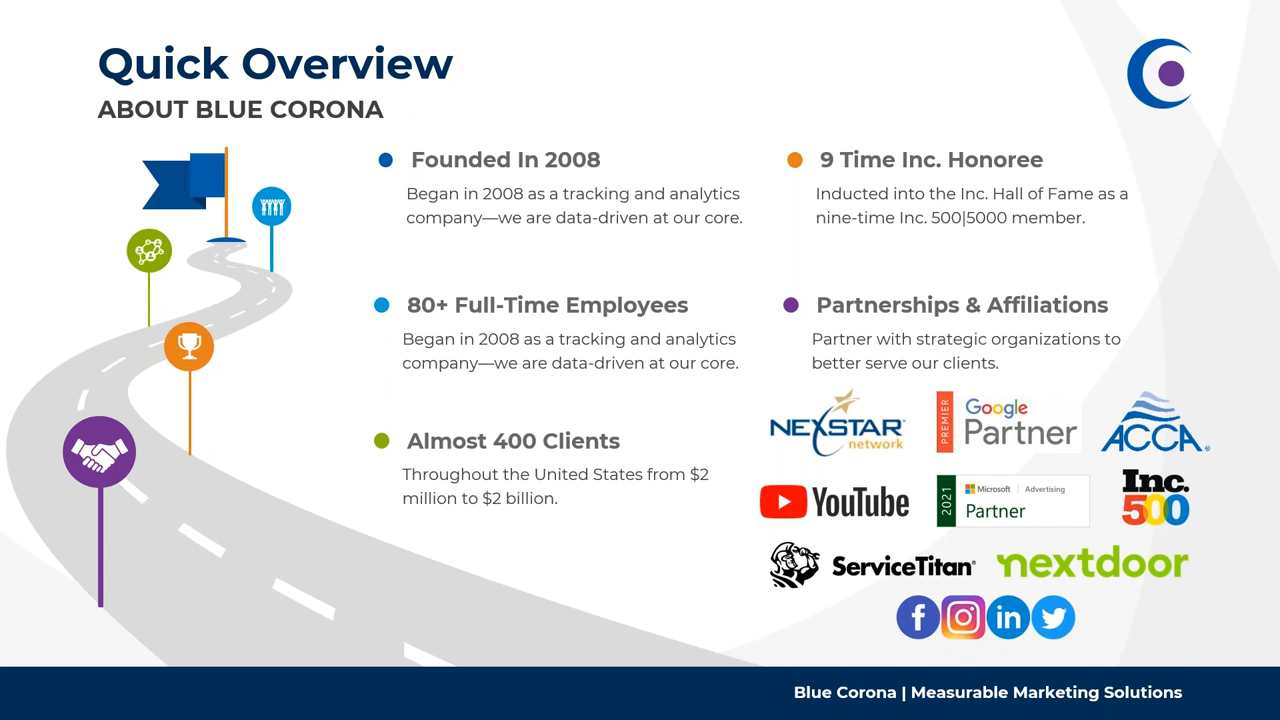 Quick Overview
ABOUT BLUE CORONA
Founded In 2008
Began in 2008 as a tracking and analytics
company—we are data-driven at our core.
80+ Full-Time Employees
Began in 2008 as a tracking and analytics
company—we are data-driven at our core.
Almost 400 Clients
Throughout the United States from $2
million to $2 billion.
9 Time Inc. Honoree
Inducted into the Inc. Hall of Fame as a
nine-time Inc. 500|5000 member.
Partnerships & Affiliations
Partner with strategic organizations to
better serve our clients.
NEXSTAR®
network
PREMIER
Google
Partner
ACCA®
YouTube
2021
Microsoft | Advertising
Partner
Inc.
500
ServiceTitan®
nextdoor
f
in
Blue Corona | Measurable Marketing Solutions